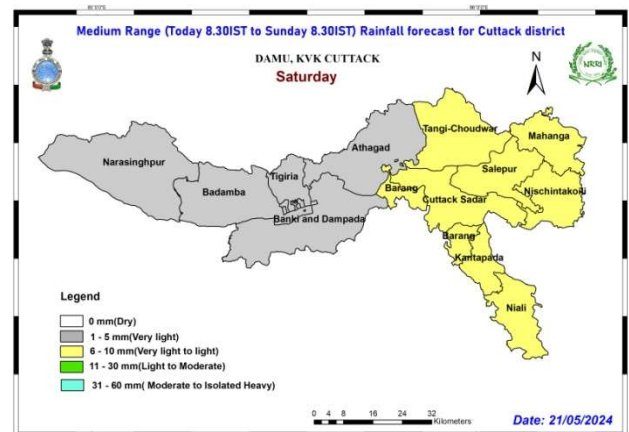 Medium Range (Today 8.30IST to Sunday 8.30IST) Rainfall forecast for Cuttack district
DAMU, KVK CUTTACK
Saturday
N
NRRI
Tangi-Choudwar
Mahanga
Athagad
Narasinghpur
Salepur
Tigiria
Badamba
Barang
Nischintakoili
Cuttack Sadar
Banki and Dampada
Barang
Kantapada
Niali
Legend
0 mm(Dry)
1 - 5 mm(Very light)
6 - 10 mm(Very light to light)
11 - 30 mm(Light to Moderate)
31 - 60 mm( Moderate to Isolated Heavy)
0 4 8 16 24 32
Kilometers
Date: 21/05/2024